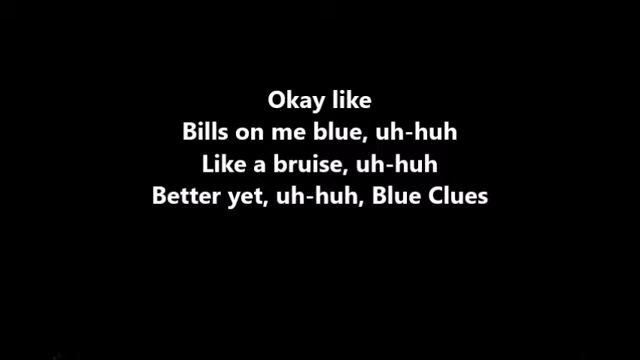 Okay like
Bills on me blue, uh-huh
Like a bruise, uh-huh
Better yet, uh-huh, Blue Clues